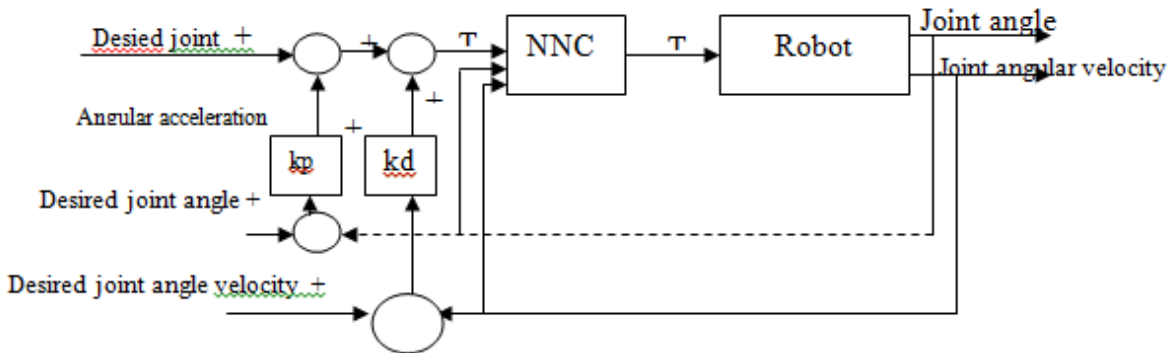 Desied joint +
+
T
NNC
T
Robot
Joint angle
Joint angular velocity
+
Angular acceleration
+
kp
kd
Desired joint angle +
Desired joint angle velocity +